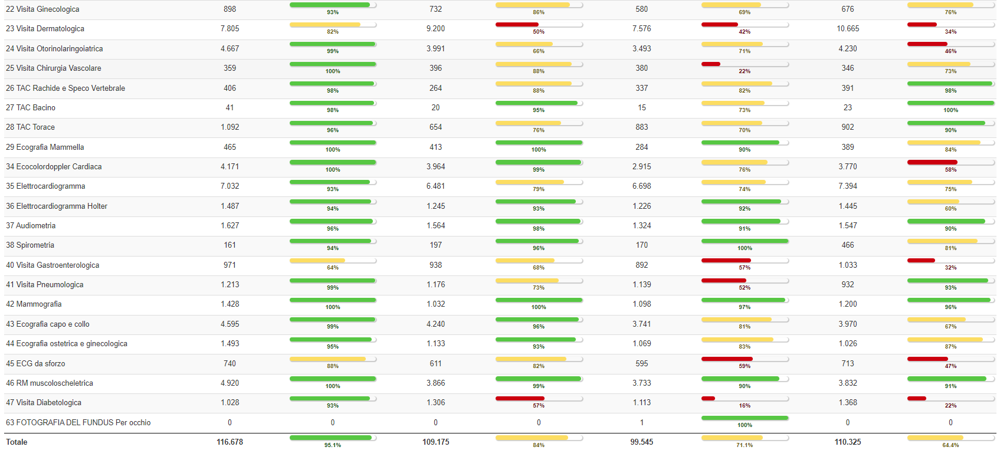 22 Visita Ginecologica 898 93% 732 86% 580 69% 676 76%
23 Visita Dermatologica 7.805 82% 9.200 50% 7.576 42% 10.665 34%
24 Visita Otorinolaringoiatrica 4.667 99% 3.991 66% 3.493 71% 4.230 46%
25 Visita Chirurgia Vascolare 359 100% 396 88% 380 22% 346 73%
26 TAC Rachide e Speco Vertebrale 406 98% 264 88% 337 82% 391 98%
27 TAC Bacino 41 98% 20 95% 15 73% 23 100%
28 TAC Torace 1.092 96% 654 76% 883 70% 902 90%
29 Ecografia Mammella 465 100% 413 100% 284 90% 389 84%
34 Ecocolordoppler Cardiaca 4.171 100% 3.964 99% 2.915 76% 3.770 58%
35 Elettrocardiogramma 7.032 93% 6.481 79% 6.698 74% 7.394 75%
36 Elettrocardiogramma Holter 1.487 94% 1.245 93% 1.226 92% 1.445 60%
37 Audiometria 1.627 96% 1.564 98% 1.324 91% 1.547 90%
38 Spirometria 161 94% 197 96% 170 100% 466 81%
40 Visita Gastroenterologica 971 64% 938 68% 892 57% 1.033 32%
41 Visita Pneumologica 1.213 99% 1.176 73% 1.139 52% 932 93%
42 Mammografia 1.428 100% 1.032 100% 1.098 97% 1.200 96%
43 Ecografia capo e collo 4.595 99% 4.240 96% 3.741 81% 3.970 67%
44 Ecografia ostetrica e ginecologica 1.493 95% 1.133 93% 1.069 83% 1.026 87%
45 ECG da sforzo 740 88% 611 82% 595 59% 713 47%
46 RM muscoloscheletrica 4.920 100% 3.866 99% 3.733 90% 3.832 91%
47 Visita Diabetologica 1.028 93% 1.306 57% 1.113 16% 1.368 22%
63 FOTOGRAFIA DEL FUNDUS Per occhio 0 0 0 0 1 100% 0 0
Totale 116.678 95.1% 109.175 84% 99.545 71.1% 110.325 64.4%